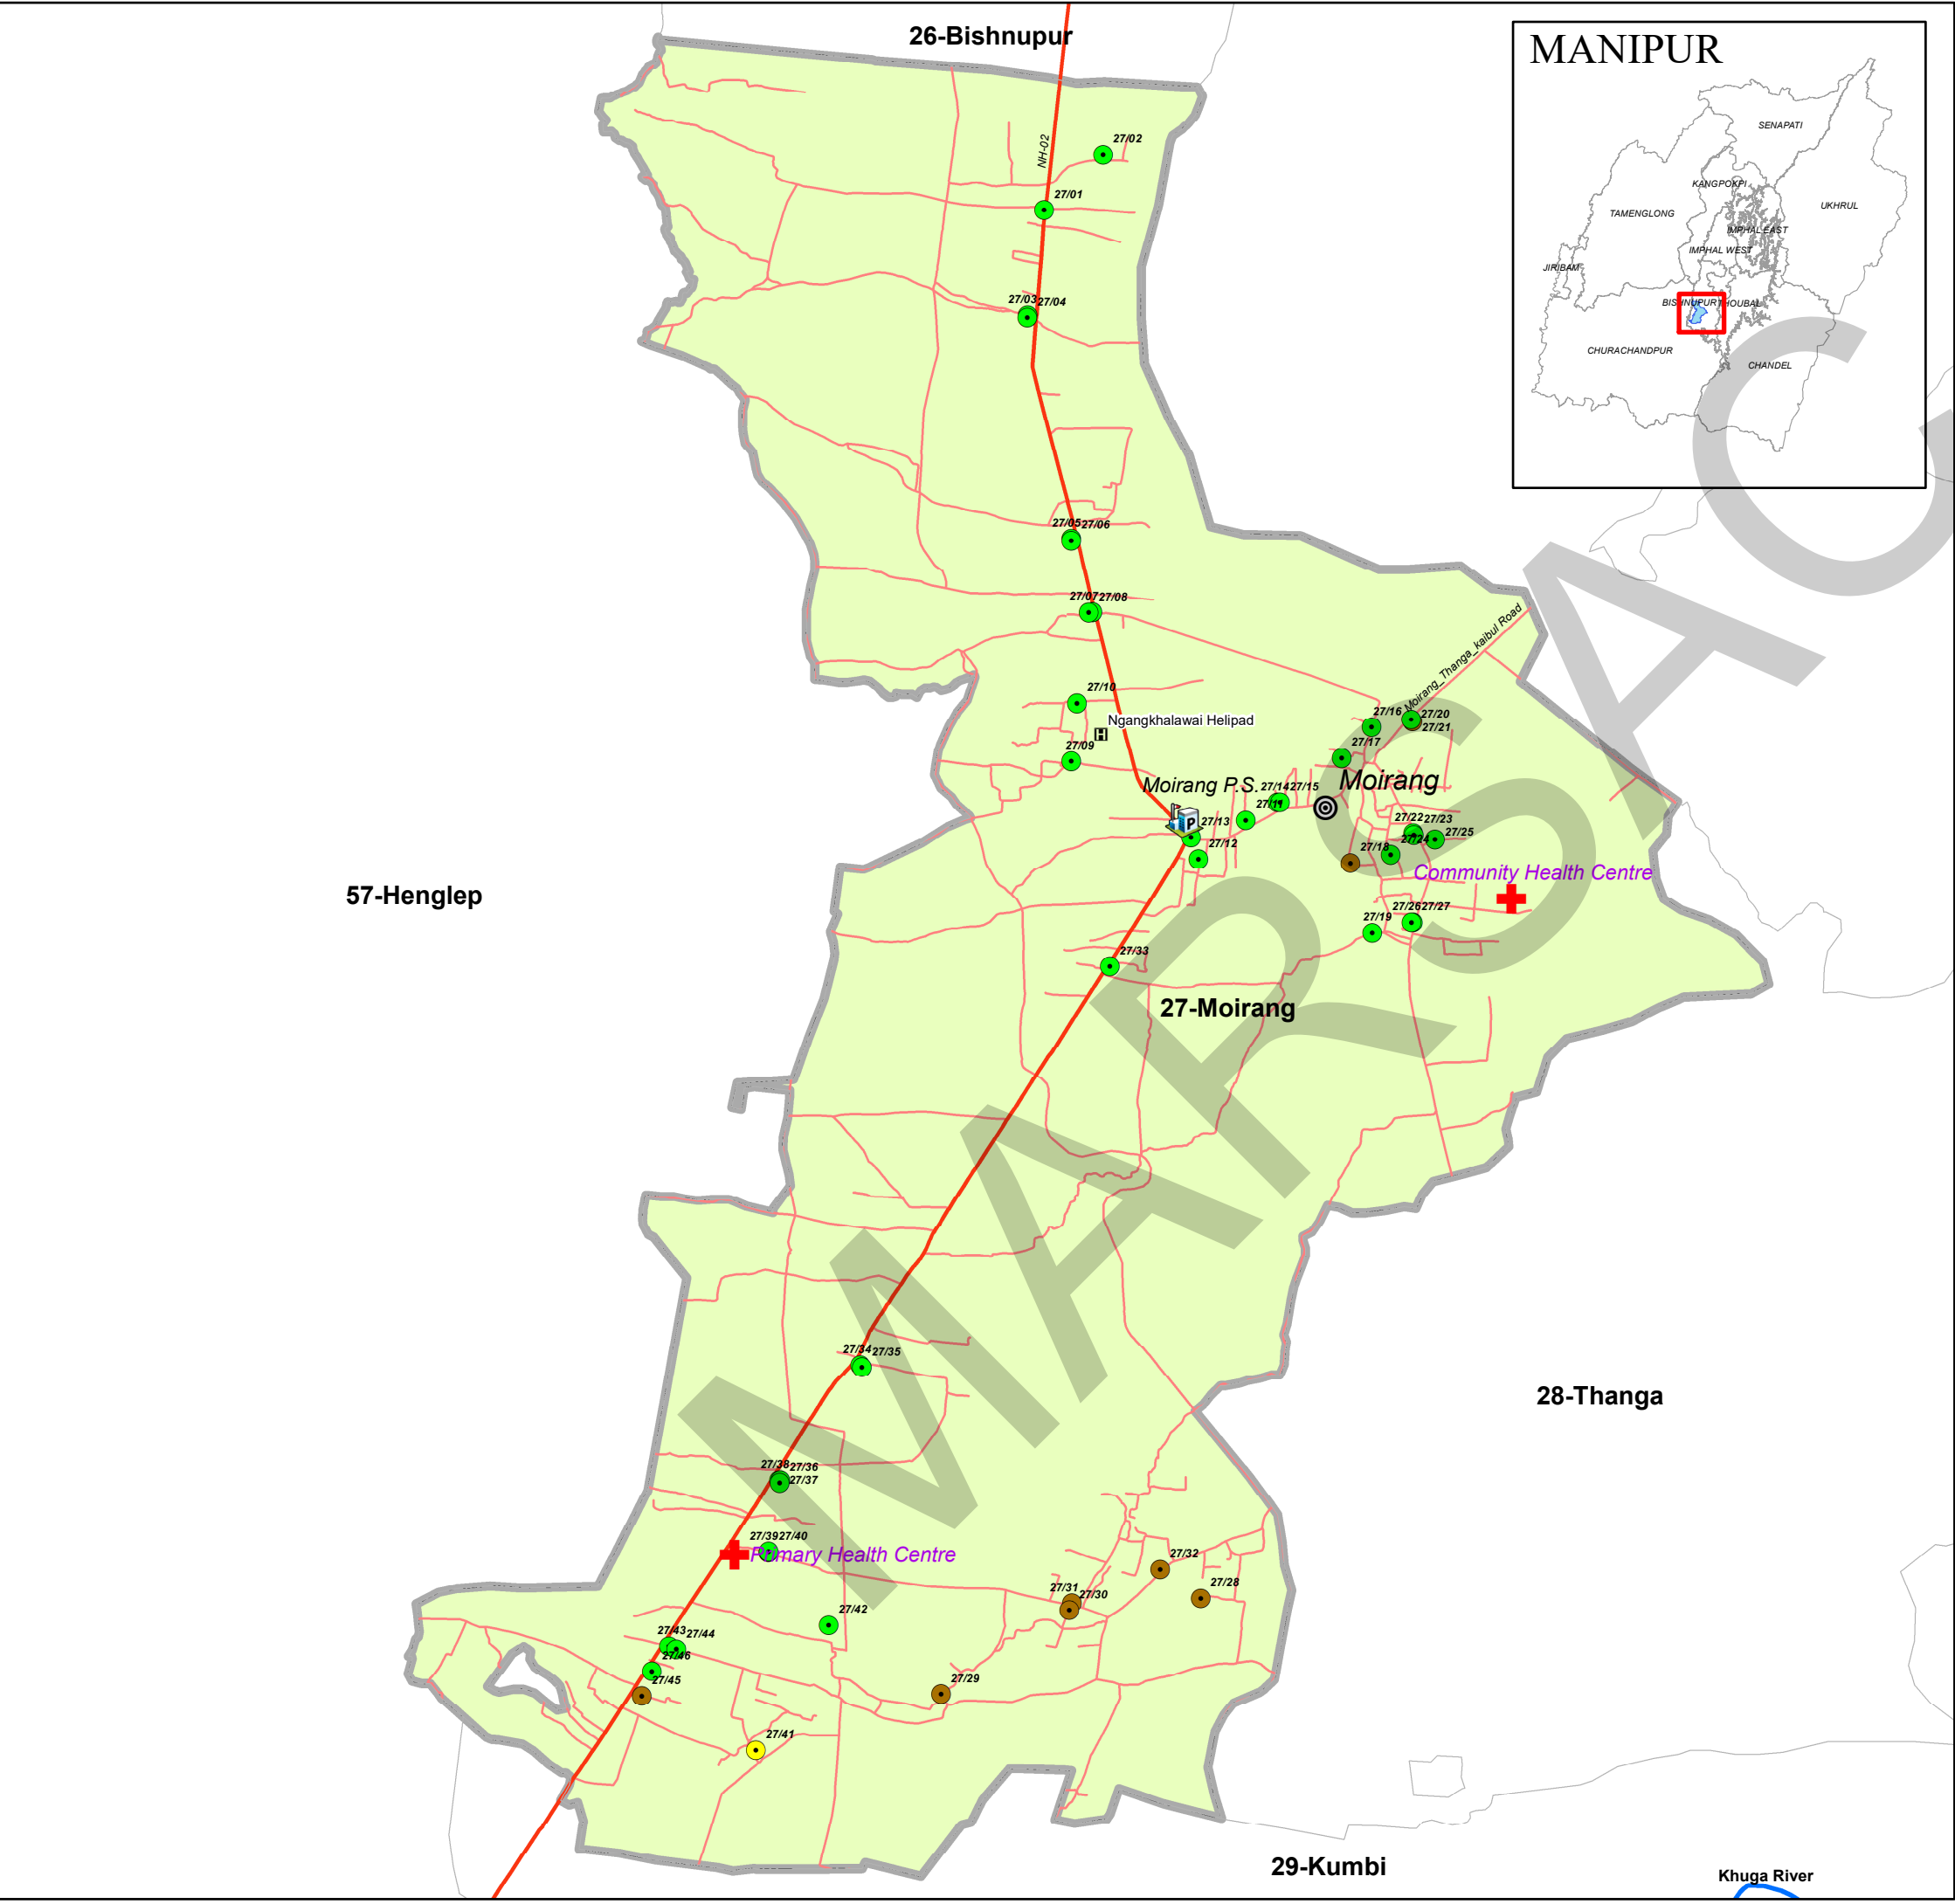 26-Bishnupur
MANIPUR
SENAPATI
KANGPOKPI
TAMENGLONG
UKHRUL
IMPHAL EAST
IMPHAL WEST
JIRIBAM
BISHNUPUR
THOUBAL
CHURACHANDPUR
CHANDEL
NH-02
27/02
27/01
27/03
27/04
27/05
27/06
27/07
27/08
Moirang_Thanga_kaibul Road
27/10
Ngangkhalawai Helipad
27/09
27/16
27/20
27/21
27/17
Moirang P.S.
27/14
27/15
Moirang
27/11
27/13
27/12
27/22
27/23
27/25
27/24
27/18
Community Health Centre
57-Henglep
27/26
27/27
27/19
27/33
27-Moirang
27/34
27/35
28-Thanga
27/38
27/36
27/37
27/39
27/40
Primary Health Centre
27/32
27/31
27/30
27/28
27/42
27/43
27/44
27/46
27/45
27/29
27/41
29-Kumbi
Khuga River
MARSAC